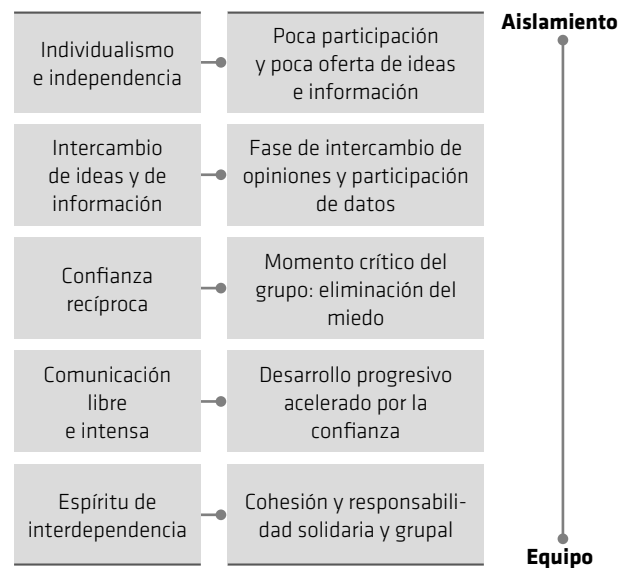 Aislamiento
Individualismo
e independencia
Poca participación
y poca oferta de ideas
e información
Intercambio
de ideas y de
información
Fase de intercambio de
opiniones y participación
de datos
Confianza
recíproca
Momento crítico del
grupo: eliminación del
miedo
Comunicación
libre
e intensa
Desarrollo progresivo
acelerado por la
confianza
Espíritu de
interdependencia
Cohesión y responsabili-
dad solidaria y grupal
Equipo